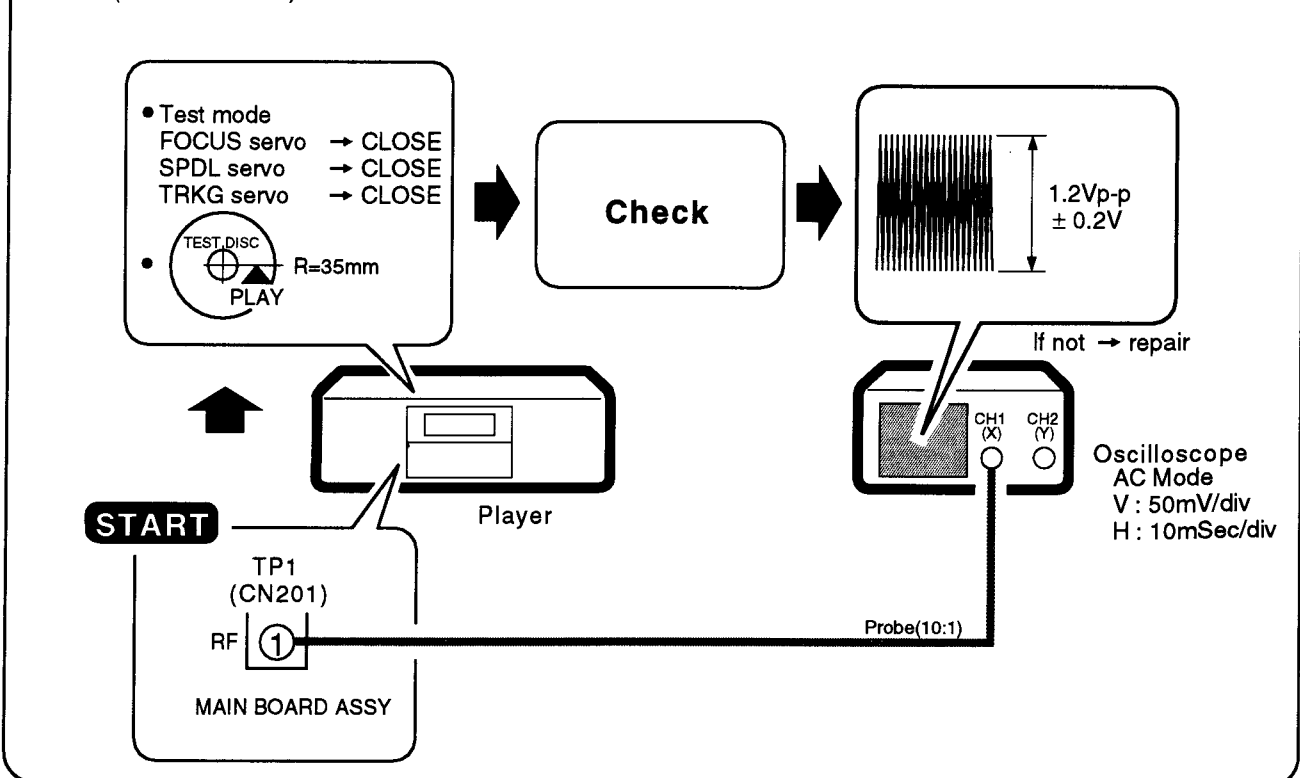 ● Test mode
FOCUS servo → CLOSE
SPDL servo → CLOSE
TRKG servo → CLOSE
TEST DISC
● R=35mm
PLAY
Check
1.2Vp-p
± 0.2V
If not → repair
CH1
(X)
CH2
(Y)
Oscilloscope
AC Mode
V : 50mV/div
H : 10mSec/div
Player
START
TP1
(CN201)
RF ①
Probe(10:1)
MAIN BOARD ASSY